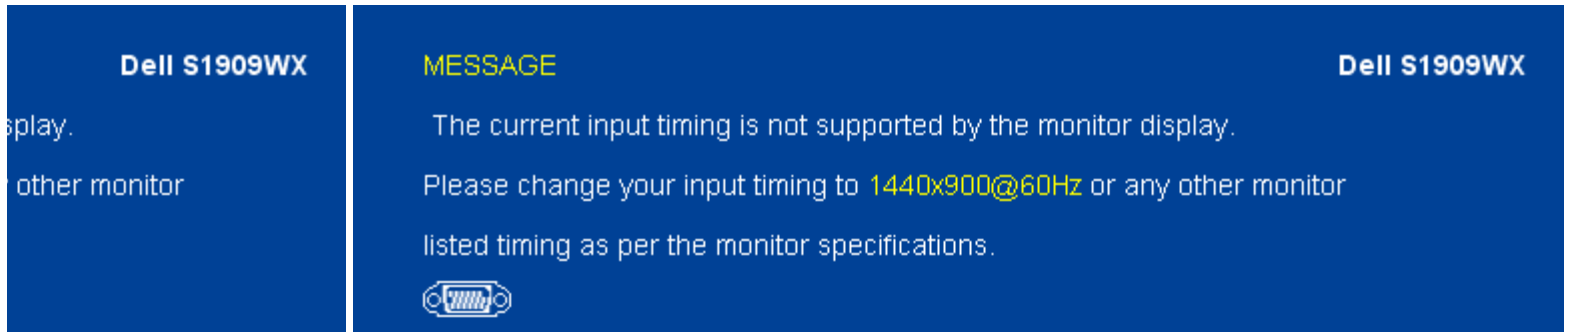 Dell S1909WX
play.
other monitor
MESSAGE
Dell S1909WX
The current input timing is not supported by the monitor display.
Please change your input timing to 1440x900@60Hz or any other monitor
listed timing as per the monitor specifications.